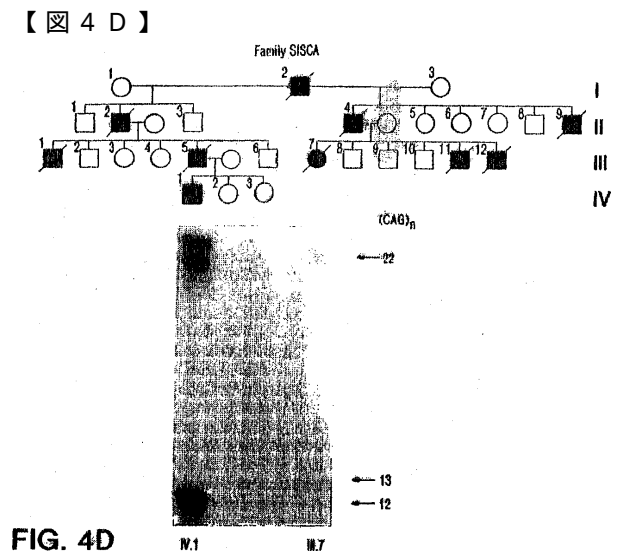 【図４Ｄ】
Family SISCA
1 2 3 I
1 2 3 4 5 6 7 8 9 II
1 2 3 4 5 6 7 8 9 10 11 12 III
1 2 3 IV
(CAG)n
22
13
12
FIG. 4D IV.1 III.7